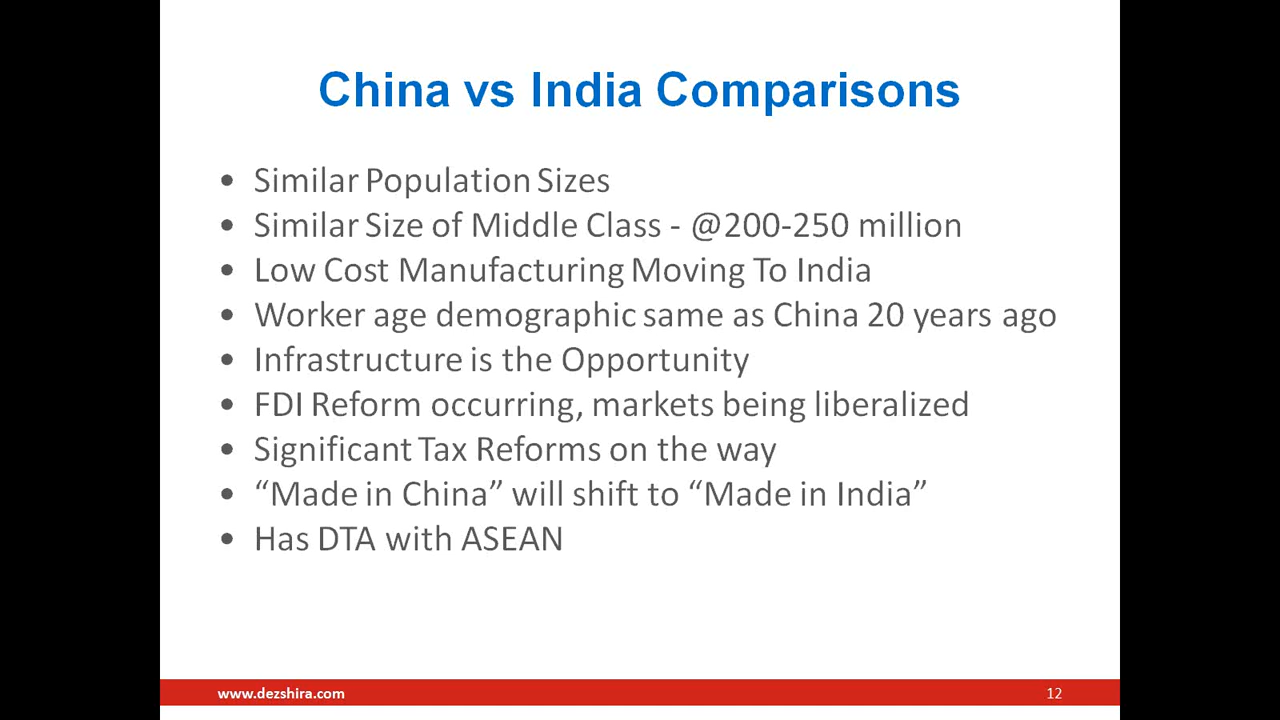 China vs India Comparisons
• Similar Population Sizes
• Similar Size of Middle Class - @200-250 million
• Low Cost Manufacturing Moving To India
• Worker age demographic same as China 20 years ago
• Infrastructure is the Opportunity
• FDI Reform occurring, markets being liberalized
• Significant Tax Reforms on the way
• “Made in China” will shift to “Made in India”
• Has DTA with ASEAN
www.dezshira.com
12